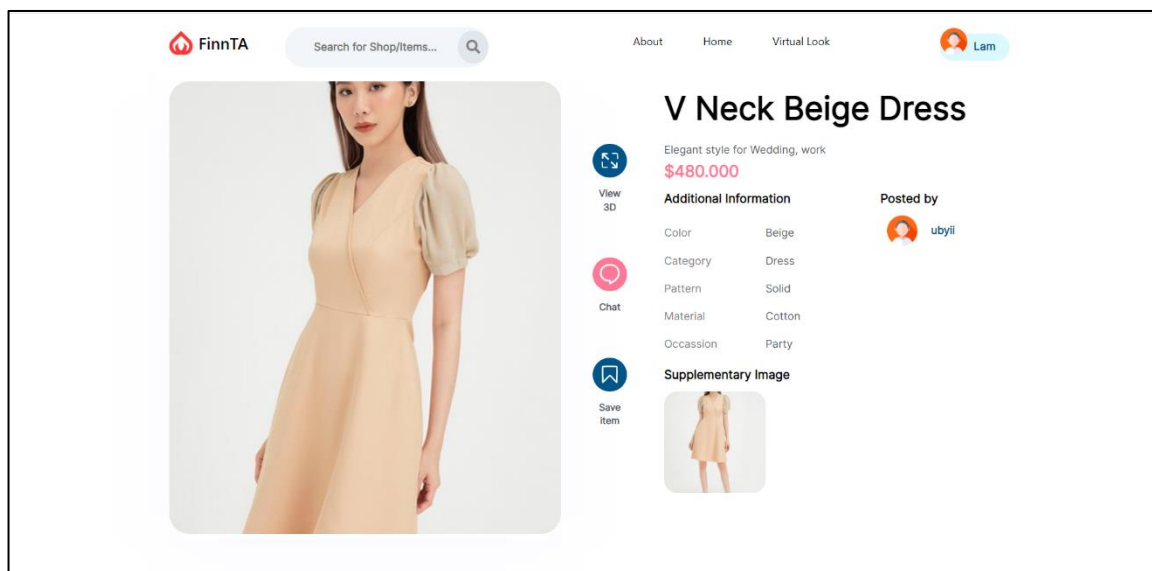 FinnTA
Search for Shop/Items...
About
Home
Virtual Look
Lam
V Neck Beige Dress
Elegant style for Wedding, work
$480.000
View
3D
Chat
Save
item
Additional Information
Color Beige
Category Dress
Pattern Solid
Material Cotton
Occassion Party
Posted by
ubyii
Supplementary Image